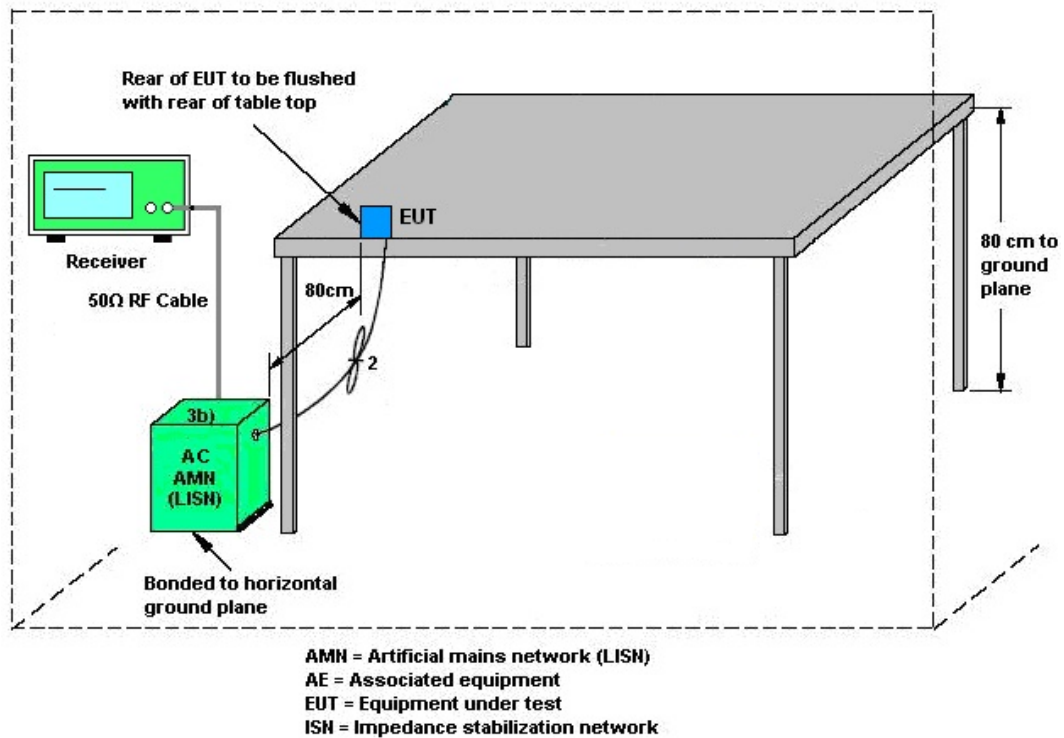 Rear of EUT to be flushed
with rear of table top
EUT
Receiver
50Ω RF Cable
80cm
80 cm to
ground
plane
2
3b)
AC
AMN
(LISN)
Bonded to horizontal
ground plane
AMN = Artificial mains network (LISN)
AE = Associated equipment
EUT = Equipment under test
ISN = Impedance stabilization network